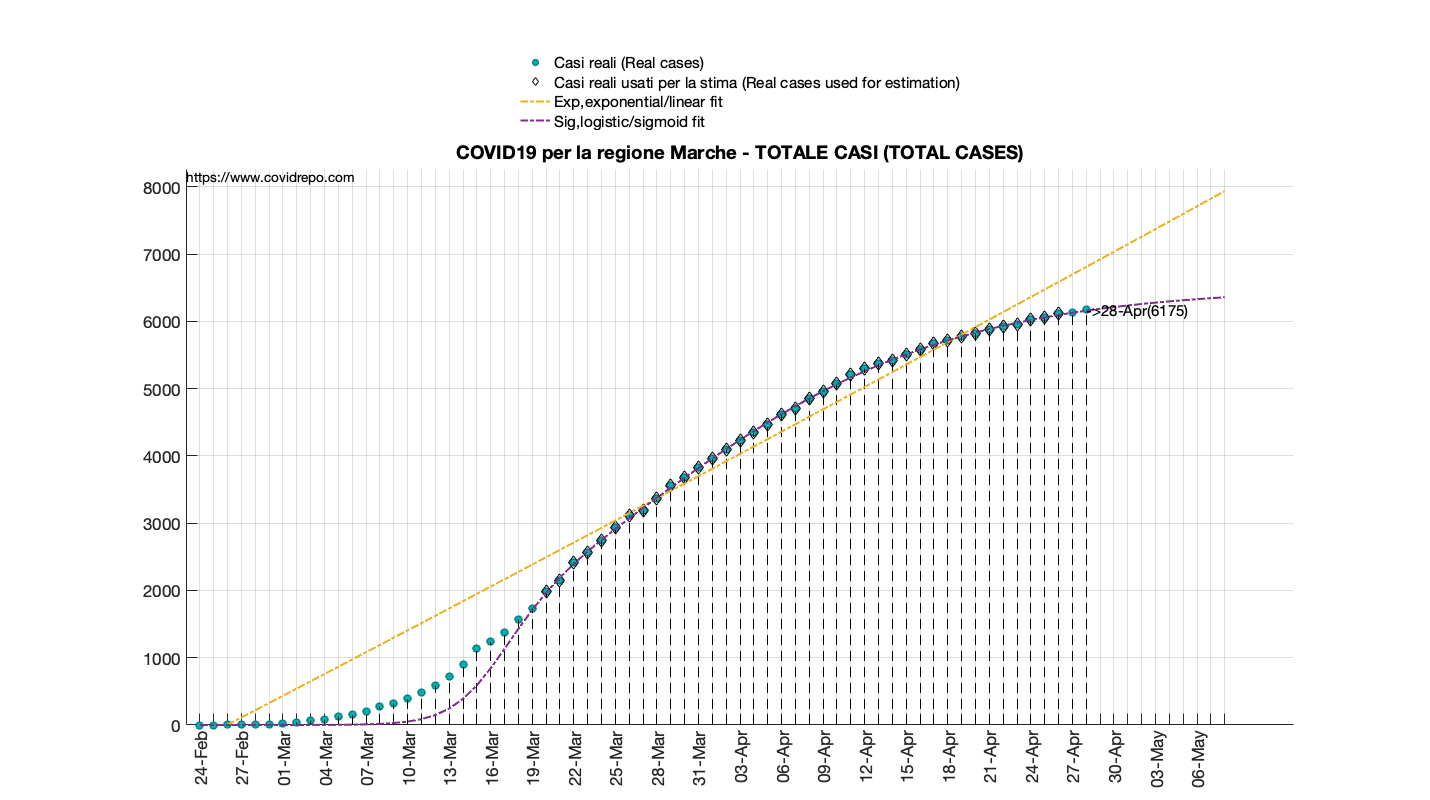 Casi reali (Real cases)
Casi reali usati per la stima (Real cases used for estimation)
Exp,exponential/linear fit
Sig,logistic/sigmoid fit
COVID19 per la regione Marche - TOTALE CASI (TOTAL CASES)
https://www.covidrepo.com
8000
7000
6000
5000
4000
3000
2000
1000
0
>28-Apr(6175)
24-Feb
27-Feb
01-Mar
04-Mar
07-Mar
10-Mar
13-Mar
16-Mar
19-Mar
22-Mar
25-Mar
28-Mar
31-Mar
03-Apr
06-Apr
09-Apr
12-Apr
15-Apr
18-Apr
21-Apr
24-Apr
27-Apr
30-Apr
03-May
06-May